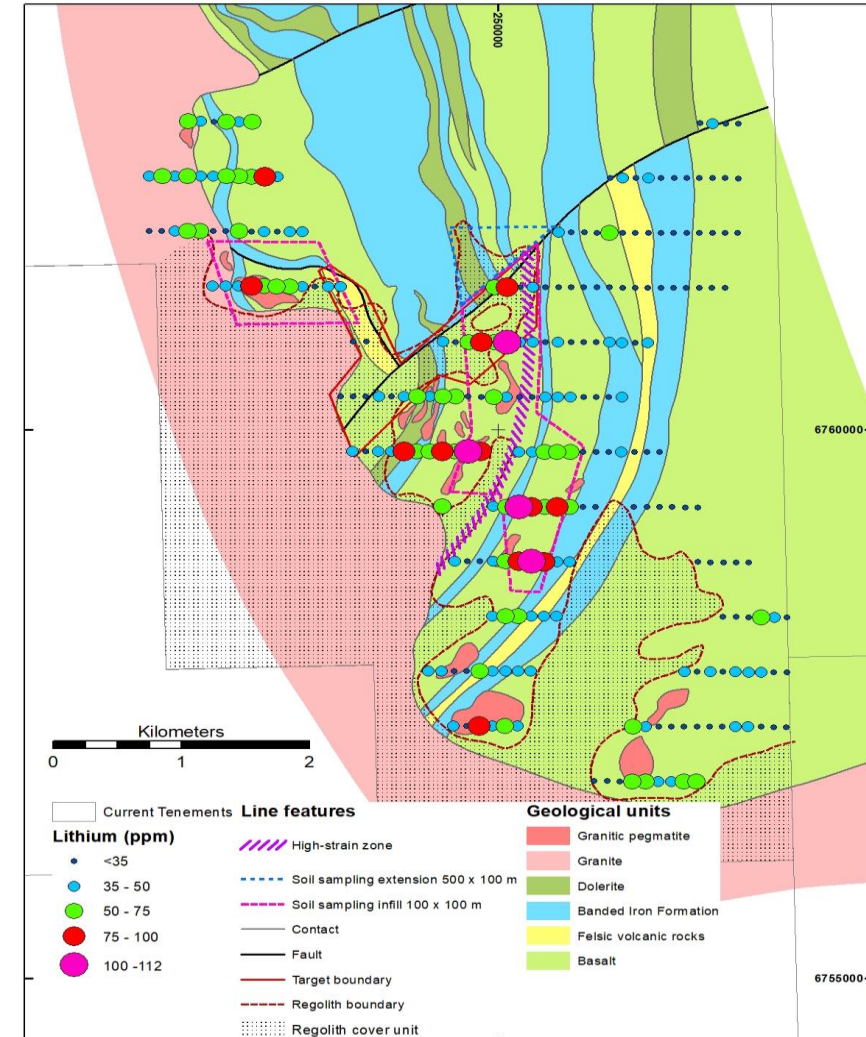 250000
6760000
Kilometers
0 1 2
6755000
Current Tenements
Lithium (ppm)
<35
35 - 50
50 - 75
75 - 100
100 -112
Line features
High-strain zone
Soil sampling extension 500 x 100 m
Soil sampling infill 100 x 100 m
Contact
Fault
Target boundary
Regolith boundary
Regolith cover unit
Geological units
Granitic pegmatite
Granite
Dolerite
Banded Iron Formation
Felsic volcanic rocks
Basalt